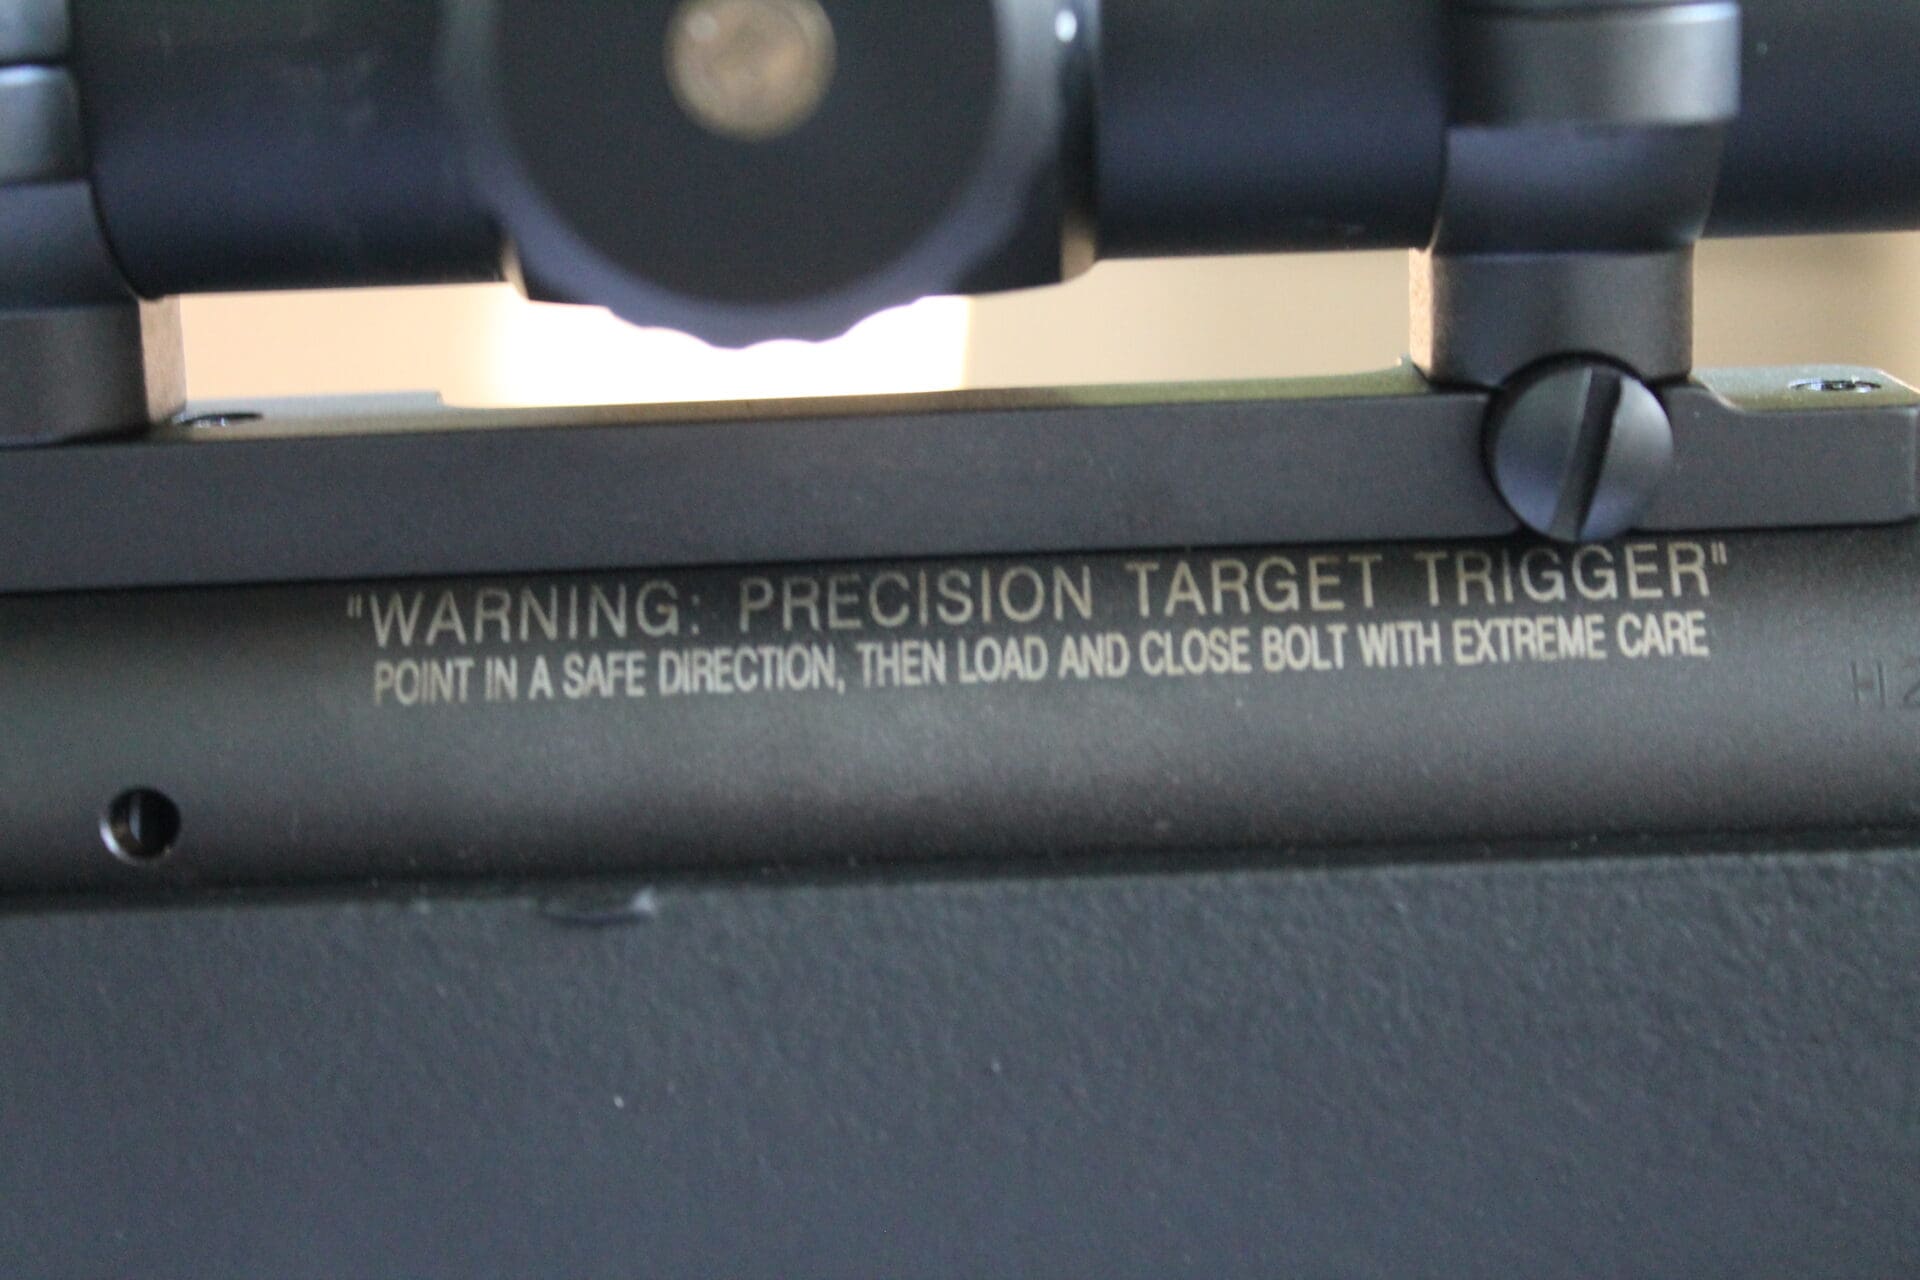 "WARNING: PRECISION TARGET TRIGGER"
POINT IN A SAFE DIRECTION, THEN LOAD AND CLOSE BOLT WITH EXTREME CARE